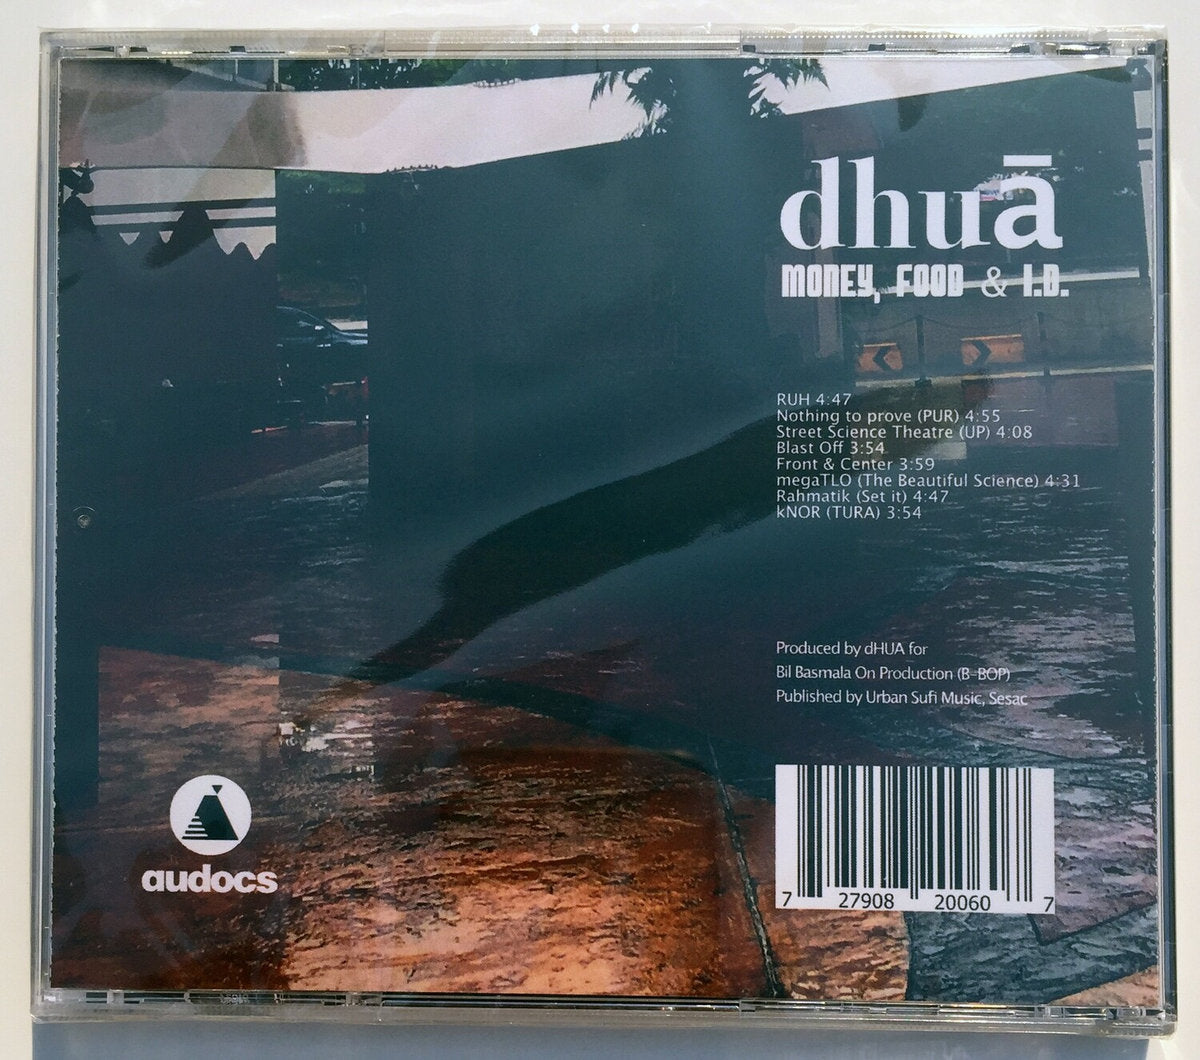 dhuā
MONEY, FOOD & I.D.
RUH 4:47
Nothing to prove (PUR) 4:55
Street Science Theatre (UP) 4:08
Blast Off 3:54
Front & Center 3:59
megaTLO (The Beautiful Science) 4:31
Rahmatik (Set it) 4:47
kNOR (TURA) 3:54
Produced by dHUA for
Bil Basmala On Production (B-BOP)
Published by Urban Sufi Music, Sesac
audocs
7 27908 20060 7